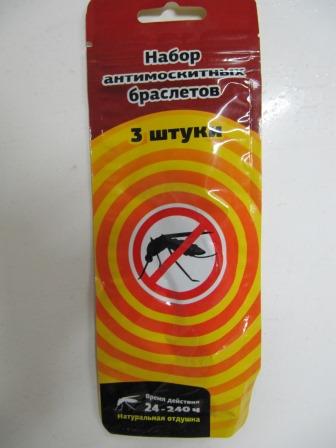 Набор
антимоскитных
браслетов
3 штуки
Время действия
24-240 ч
Натуральная отдушка